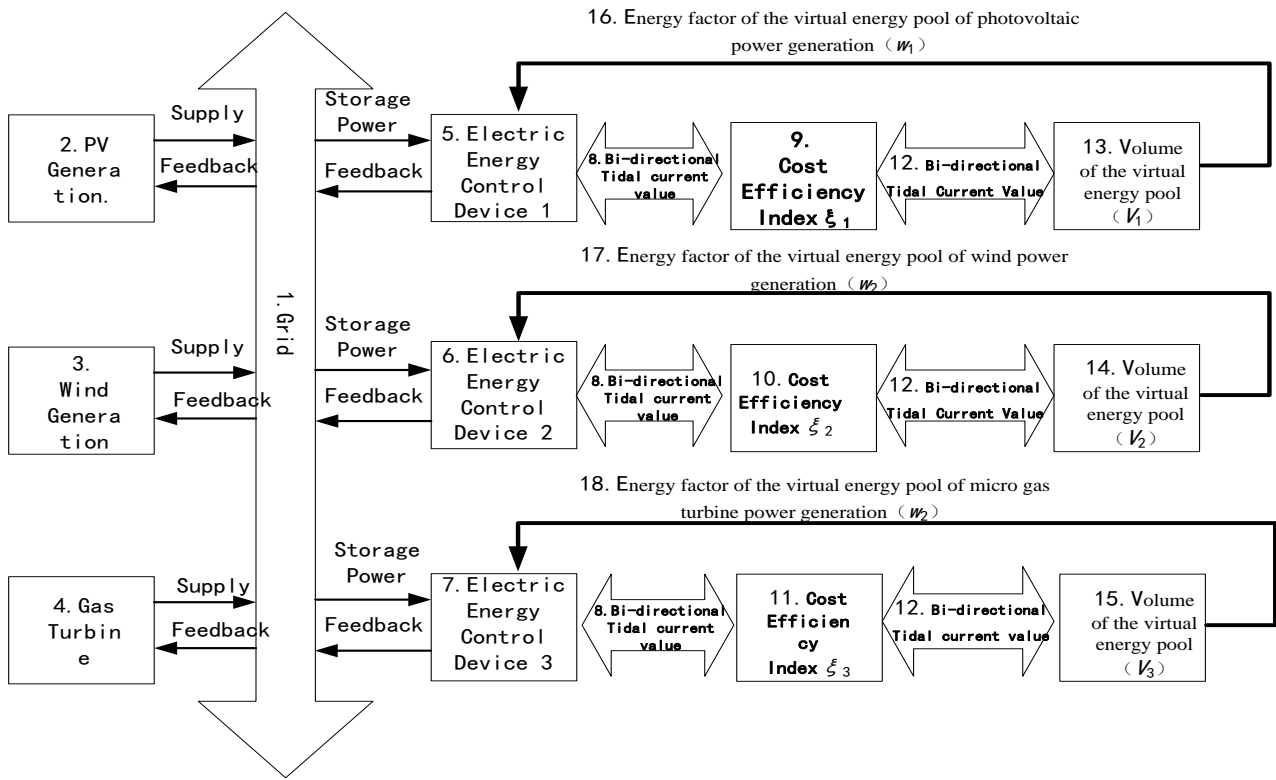 16. Energy factor of the virtual energy pool of photovoltaic
power generation (w₁)
Supply
Storage
Power
2. PV
Genera
tion.
Feedback
Feedback
5. Electric
Energy
Control
Device 1
8. Bi-directional
Tidal current
value
9.
Cost
Efficiency
Index ξ₁
12. Bi-directional
Tidal Current Value
13. Volume
of the virtual
energy pool
(V₁)
1. Grid
17. Energy factor of the virtual energy pool of wind power
generation (w₂)
Supply
Storage
Power
3.
Wind
Genera
tion
Feedback
Feedback
6. Electric
Energy
Control
Device 2
8. Bi-directional
Tidal current
value
10. Cost
Efficiency
Index ξ₂
12. Bi-directional
Tidal Current Value
14. Volume
of the virtual
energy pool
(V₂)
18. Energy factor of the virtual energy pool of micro gas
turbine power generation (w₂)
Supply
Storage
Power
4. Gas
Turbin
e
Feedback
Feedback
7. Electric
Energy
Control
Device 3
8. Bi-directional
Tidal current
value
11. Cost
Efficien
cy
Index ξ₃
12. Bi-directional
Tidal current value
15. Volume
of the virtual
energy pool
(V₃)